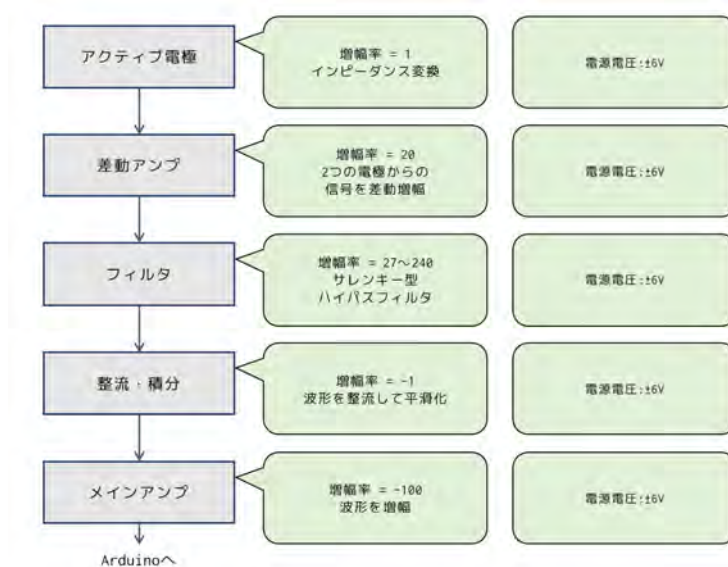 アクティブ電極
増幅率 = 1
インピーダンス変換
電源電圧:±6V
差動アンプ
増幅率 = 20
2つの電極からの
信号を差動増幅
電源電圧:±6V
フィルタ
増幅率 = 27〜240
サレンキー型
ハイパスフィルタ
電源電圧:±6V
整流・積分
増幅率 = -1
波形を整流して平滑化
電源電圧:±6V
メインアンプ
増幅率 = -100
波形を増幅
電源電圧:±6V
Arduinoへ